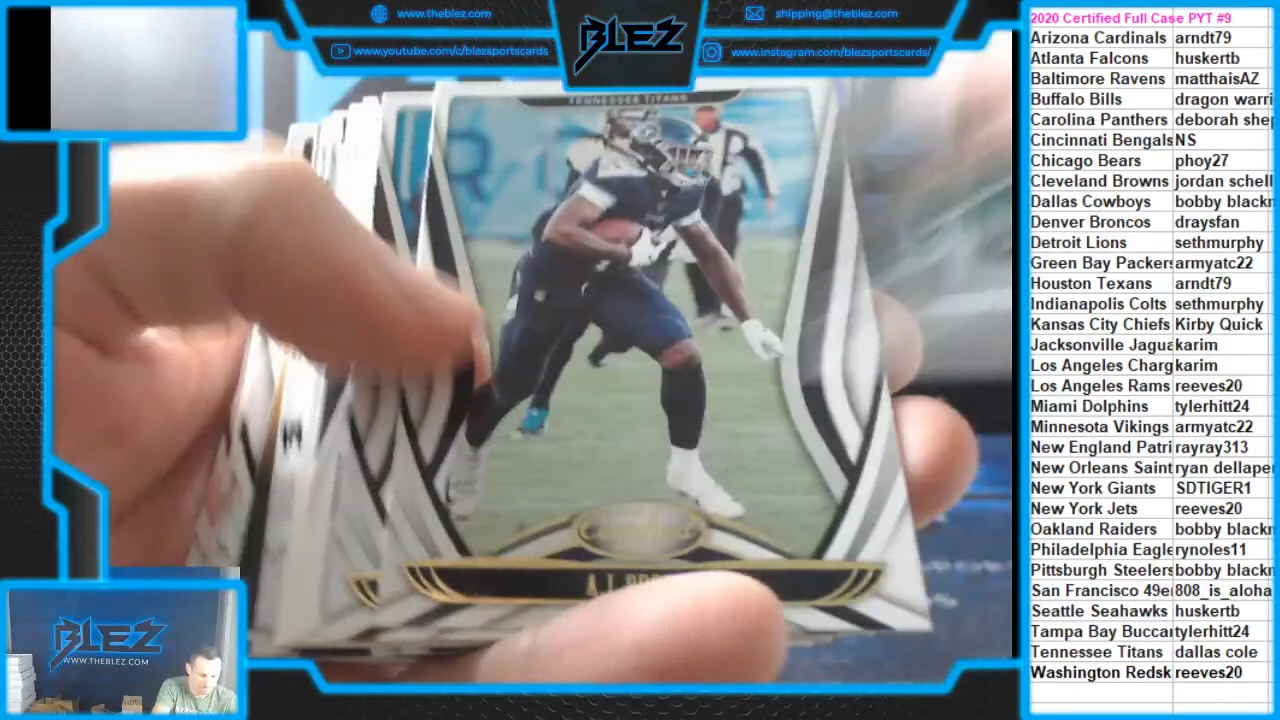 www.theblez.com
www.youtube.com/c/blezsportscards
BLEZ
shipping@theblez.com
www.instagram.com/blezsportscards/
TENNESSEE TITANS
A.J.
BLEZ
WWW.THEBLEZ.COM
2020 Certified Full Case PYT #9
Arizona Cardinals arndt79
Atlanta Falcons huskertb
Baltimore Ravens matthaisAZ
Buffalo Bills dragon warri
Carolina Panthers deborah shep
Cincinnati Bengals NS
Chicago Bears phoy27
Cleveland Browns jordan schell
Dallas Cowboys bobby blackn
Denver Broncos draysfan
Detroit Lions sethmurphy
Green Bay Packers armyatc22
Houston Texans arndt79
Indianapolis Colts sethmurphy
Kansas City Chiefs Kirby Quick
Jacksonville Jagua karim
Los Angeles Charg karim
Los Angeles Rams reeves20
Miami Dolphins tylerhitt24
Minnesota Vikings armyatc22
New England Patri rayray313
New Orleans Saint ryan dellaper
New York Giants SDTIGER1
New York Jets reeves20
Oakland Raiders bobby blackn
Philadelphia Eagle rynoles11
Pittsburgh Steelers bobby blackn
San Francisco 49e 808_is_aloha
Seattle Seahawks huskertb
Tampa Bay Buccan tylerhitt24
Tennessee Titans dallas cole
Washington Redsk reeves20